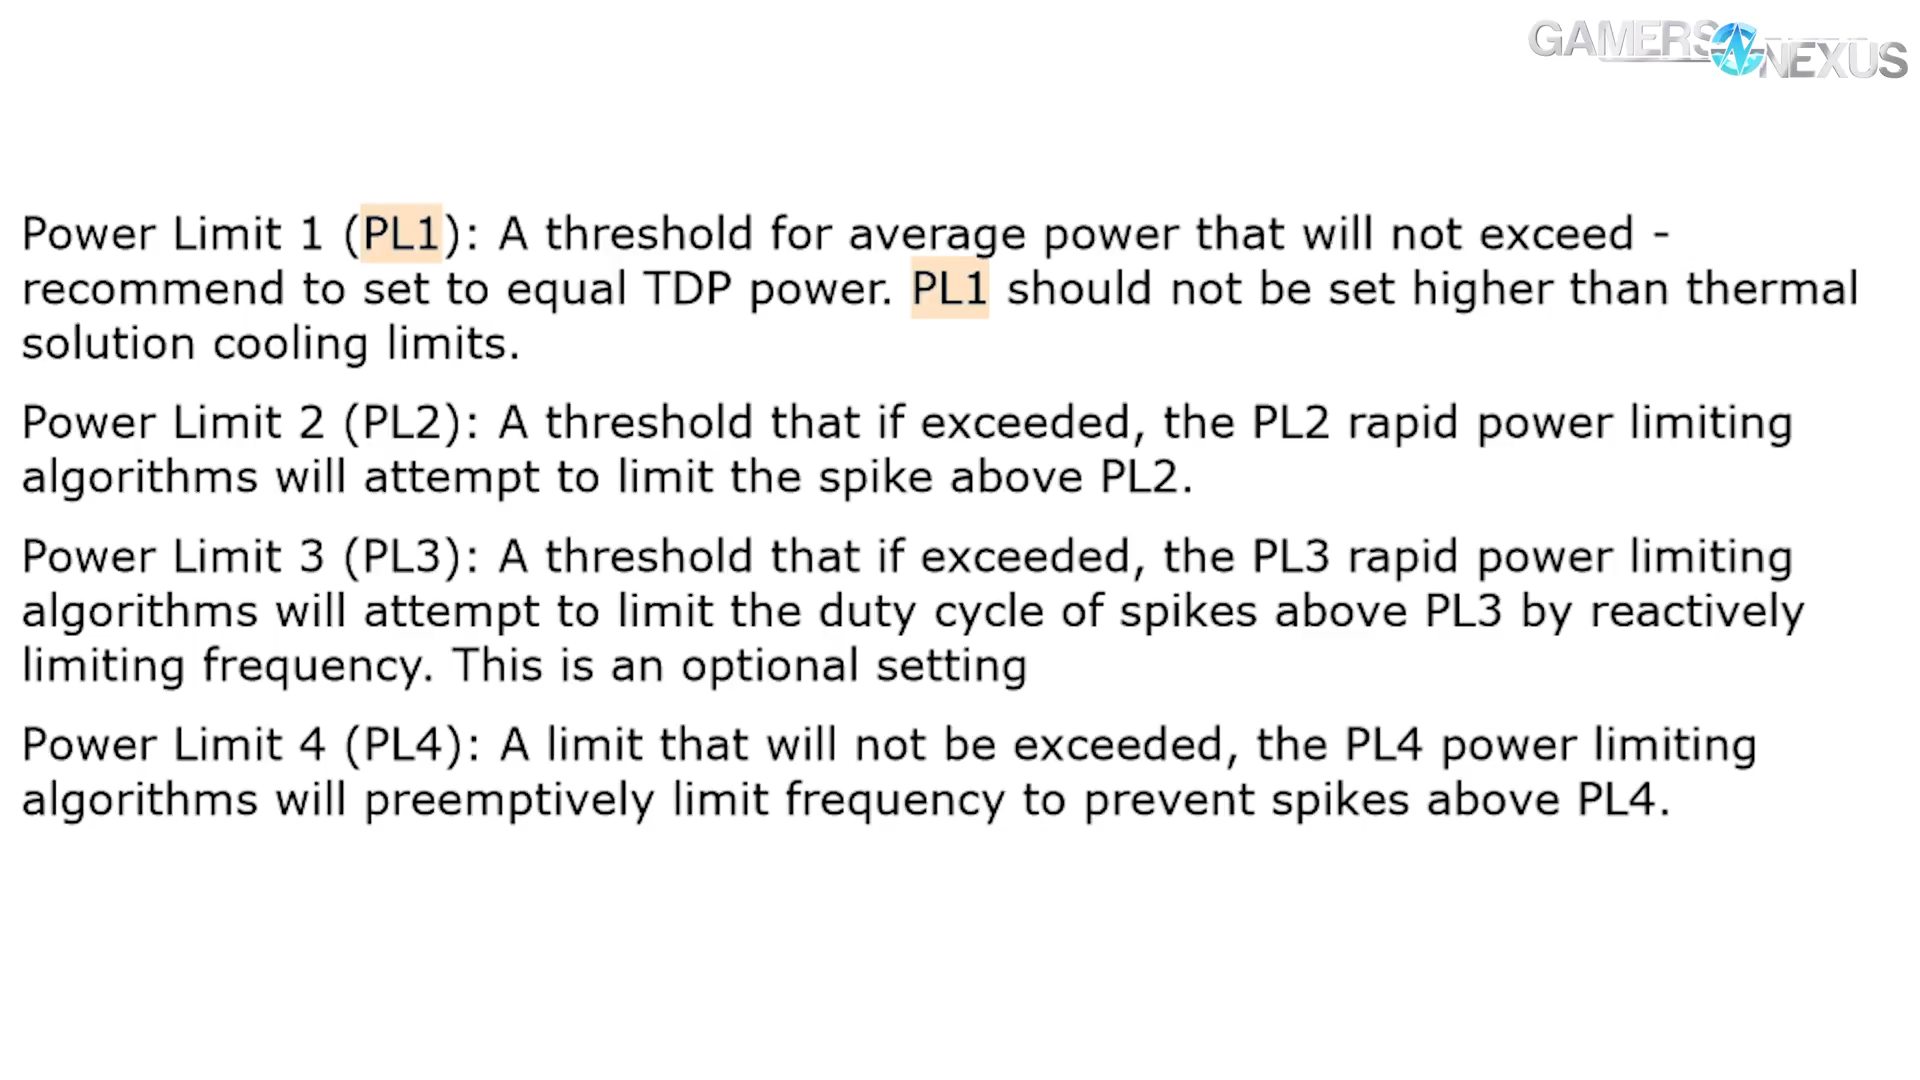 GAMERS NEXUS
Power Limit 1 (PL1): A threshold for average power that will not exceed -
recommend to set to equal TDP power. PL1 should not be set higher than thermal
solution cooling limits.
Power Limit 2 (PL2): A threshold that if exceeded, the PL2 rapid power limiting
algorithms will attempt to limit the spike above PL2.
Power Limit 3 (PL3): A threshold that if exceeded, the PL3 rapid power limiting
algorithms will attempt to limit the duty cycle of spikes above PL3 by reactively
limiting frequency. This is an optional setting
Power Limit 4 (PL4): A limit that will not be exceeded, the PL4 power limiting
algorithms will preemptively limit frequency to prevent spikes above PL4.